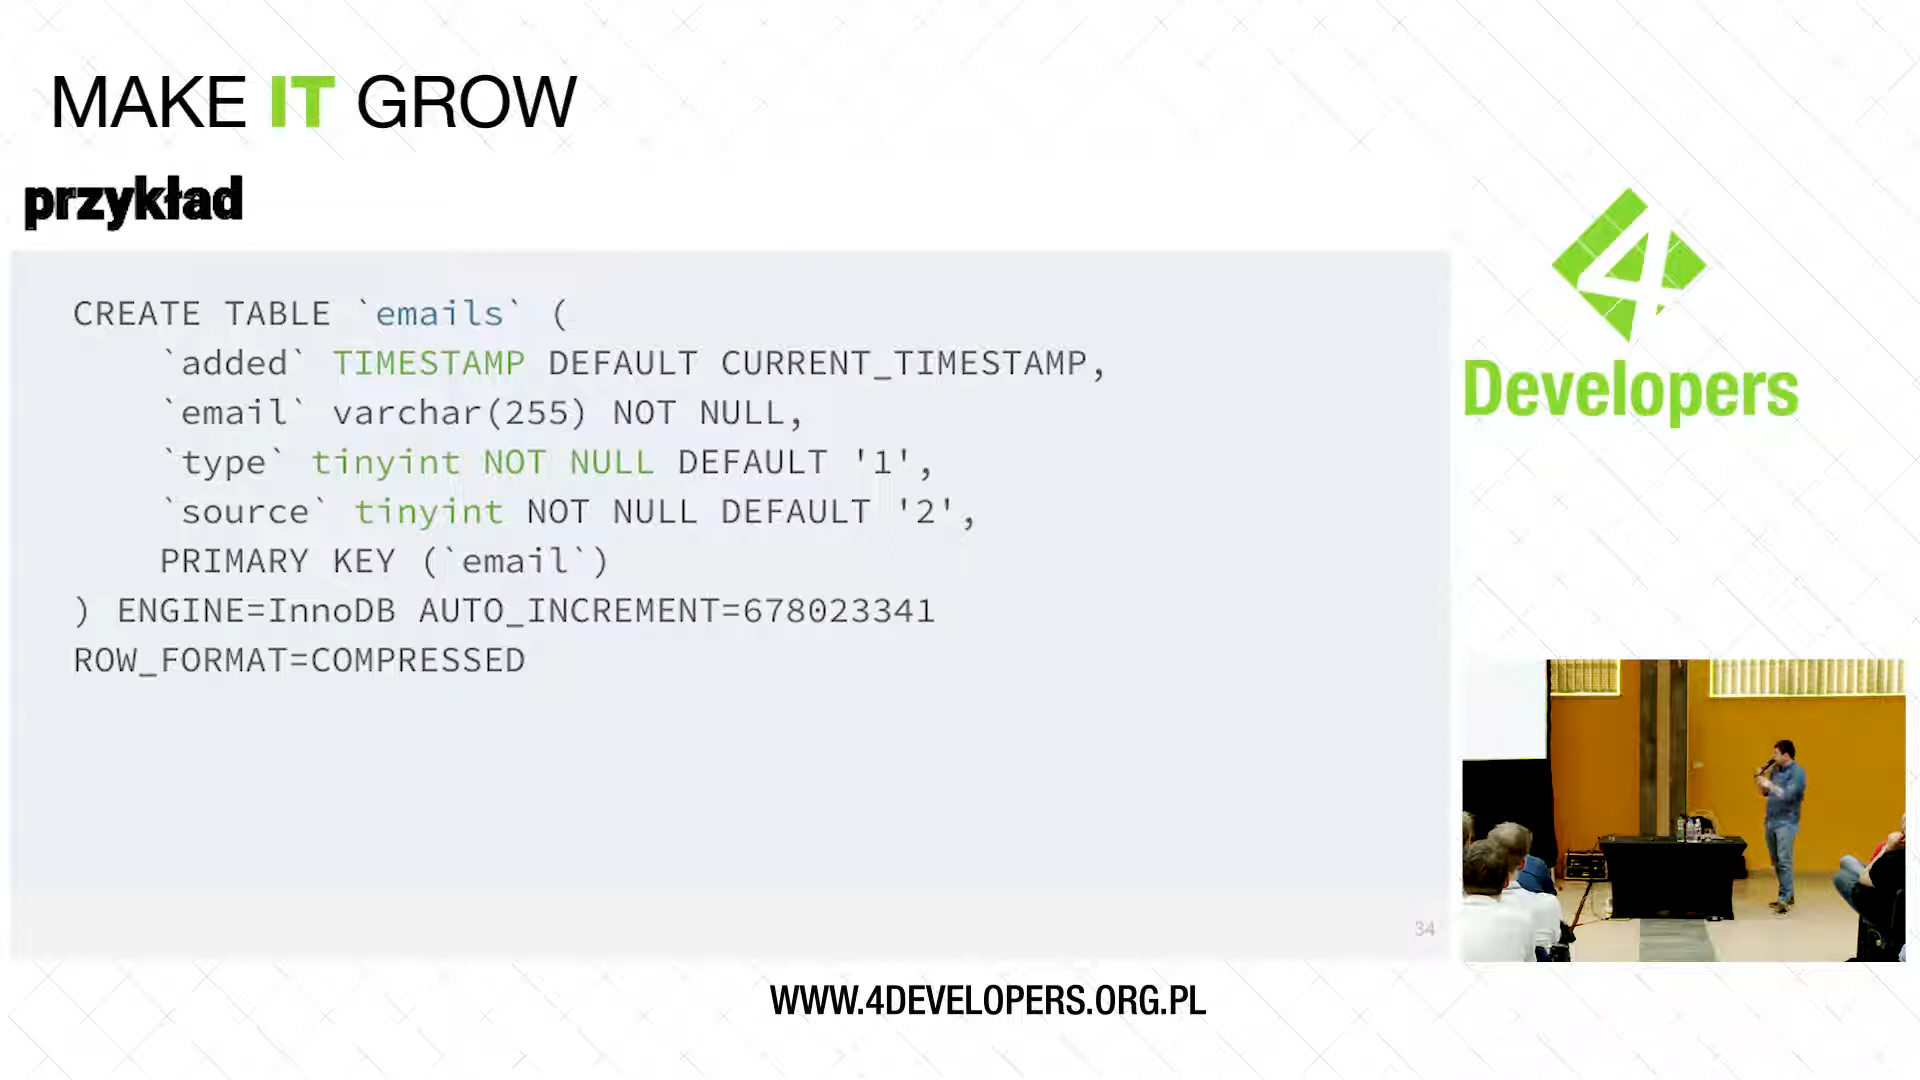 MAKE IT GROW
przykład
CREATE TABLE `emails` (
`added` TIMESTAMP DEFAULT CURRENT_TIMESTAMP,
`email` varchar(255) NOT NULL,
`type` tinyint NOT NULL DEFAULT '1',
`source` tinyint NOT NULL DEFAULT '2',
PRIMARY KEY (`email`)
) ENGINE=InnoDB AUTO_INCREMENT=678023341
ROW_FORMAT=COMPRESSED
34
4
Developers
WWW.4DEVELOPERS.ORG.PL